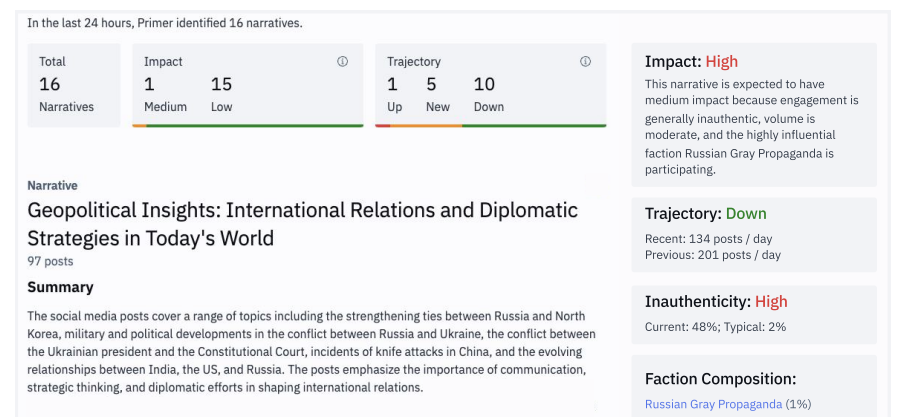 In the last 24 hours, Primer identified 16 narratives.
Total
16
Narratives
Impact
1 15
Medium Low
Trajectory
1 5 10
Up New Down
Narrative
Geopolitical Insights: International Relations and Diplomatic
Strategies in Today's World
97 posts
Summary
The social media posts cover a range of topics including the strengthening ties between Russia and North
Korea, military and political developments in the conflict between Russia and Ukraine, the conflict between
the Ukrainian president and the Constitutional Court, incidents of knife attacks in China, and the evolving
relationships between India, the US, and Russia. The posts emphasize the importance of communication,
strategic thinking, and diplomatic efforts in shaping international relations.
Impact: High
This narrative is expected to have
medium impact because engagement is
generally inauthentic, volume is
moderate, and the highly influential
faction Russian Gray Propaganda is
participating.
Trajectory: Down
Recent: 134 posts / day
Previous: 201 posts / day
Inauthenticity: High
Current: 48%; Typical: 2%
Faction Composition:
Russian Gray Propaganda (1%)